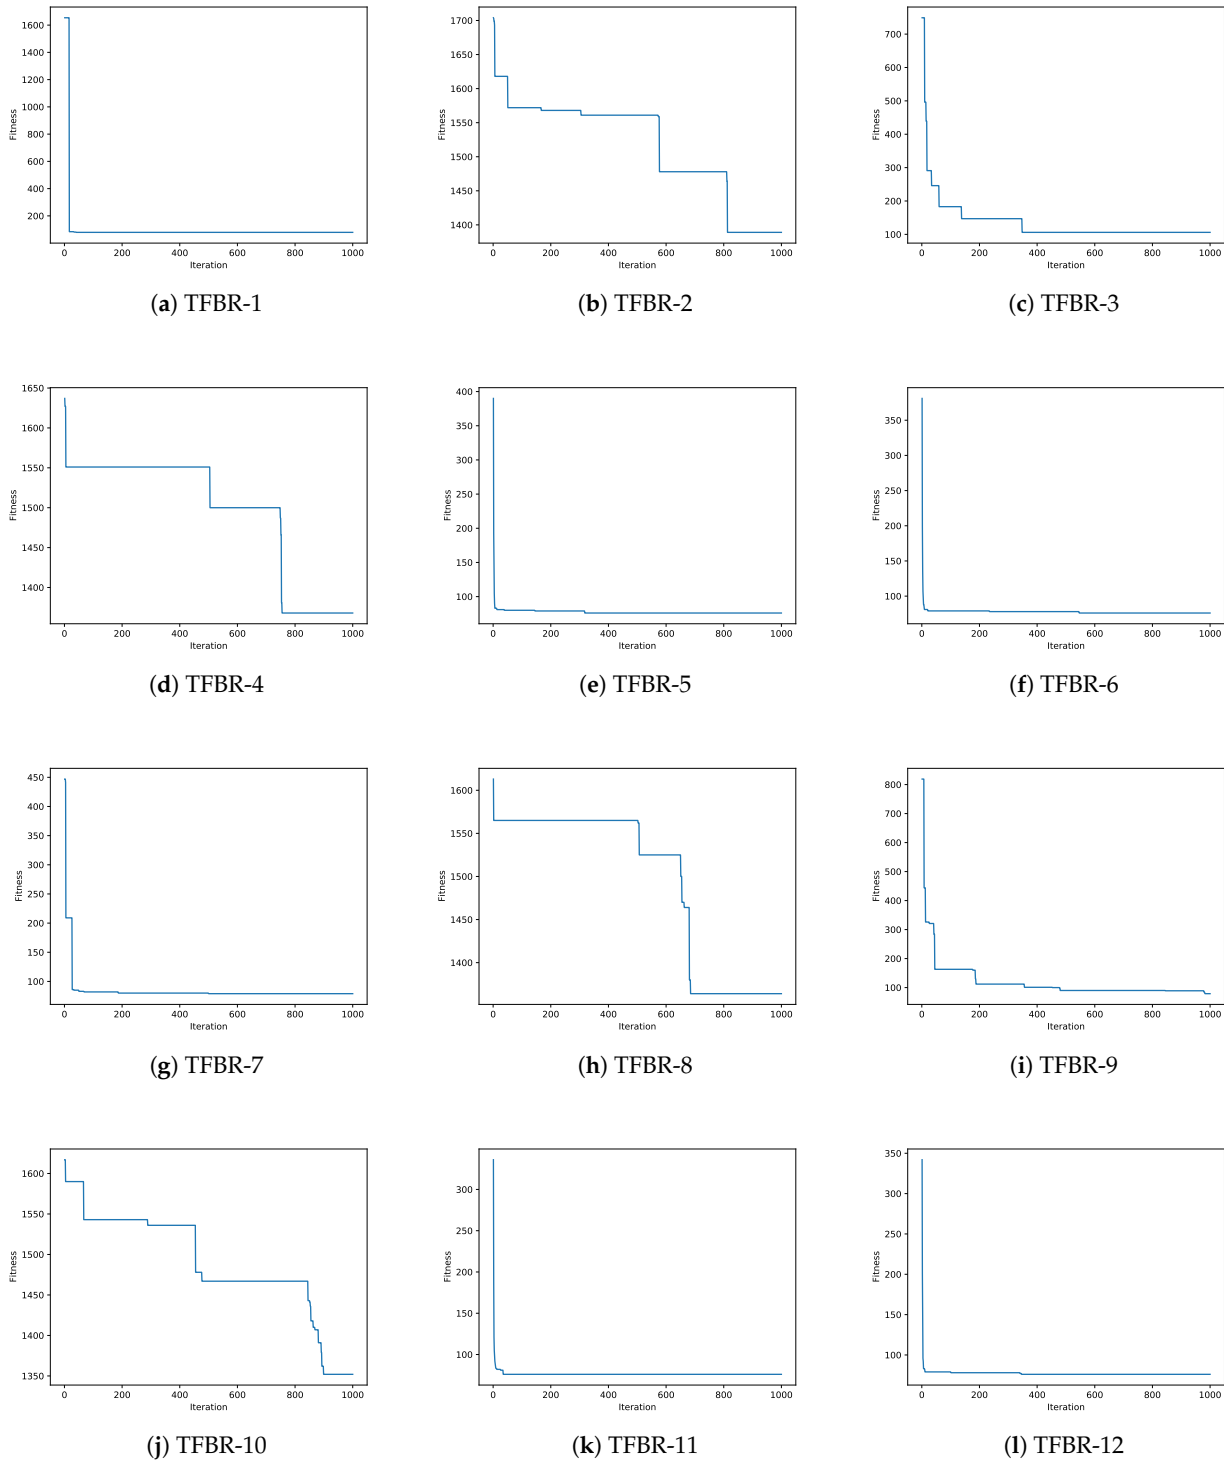 1600
1400
1200
1000
800
600
400
200
Fitness
0 200 400 600 800 1000
Iteration
(a) TFBR-1
1700
1650
1600
1550
1500
1450
1400
Fitness
0 200 400 600 800 1000
Iteration
(b) TFBR-2
700
600
500
400
300
200
100
Fitness
0 200 400 600 800 1000
Iteration
(c) TFBR-3
1650
1600
1550
1500
1450
1400
Fitness
0 200 400 600 800 1000
Iteration
(d) TFBR-4
400
350
300
250
200
150
100
Fitness
0 200 400 600 800 1000
Iteration
(e) TFBR-5
350
300
250
200
150
100
Fitness
0 200 400 600 800 1000
Iteration
(f) TFBR-6
450
400
350
300
250
200
150
100
Fitness
0 200 400 600 800 1000
Iteration
(g) TFBR-7
1600
1550
1500
1450
1400
Fitness
0 200 400 600 800 1000
Iteration
(h) TFBR-8
800
700
600
500
400
300
200
100
Fitness
0 200 400 600 800 1000
Iteration
(i) TFBR-9
1600
1550
1500
1450
1400
1350
Fitness
0 200 400 600 800 1000
Iteration
(j) TFBR-10
300
250
200
150
100
Fitness
0 200 400 600 800 1000
Iteration
(k) TFBR-11
350
300
250
200
150
100
Fitness
0 200 400 600 800 1000
Iteration
(l) TFBR-12